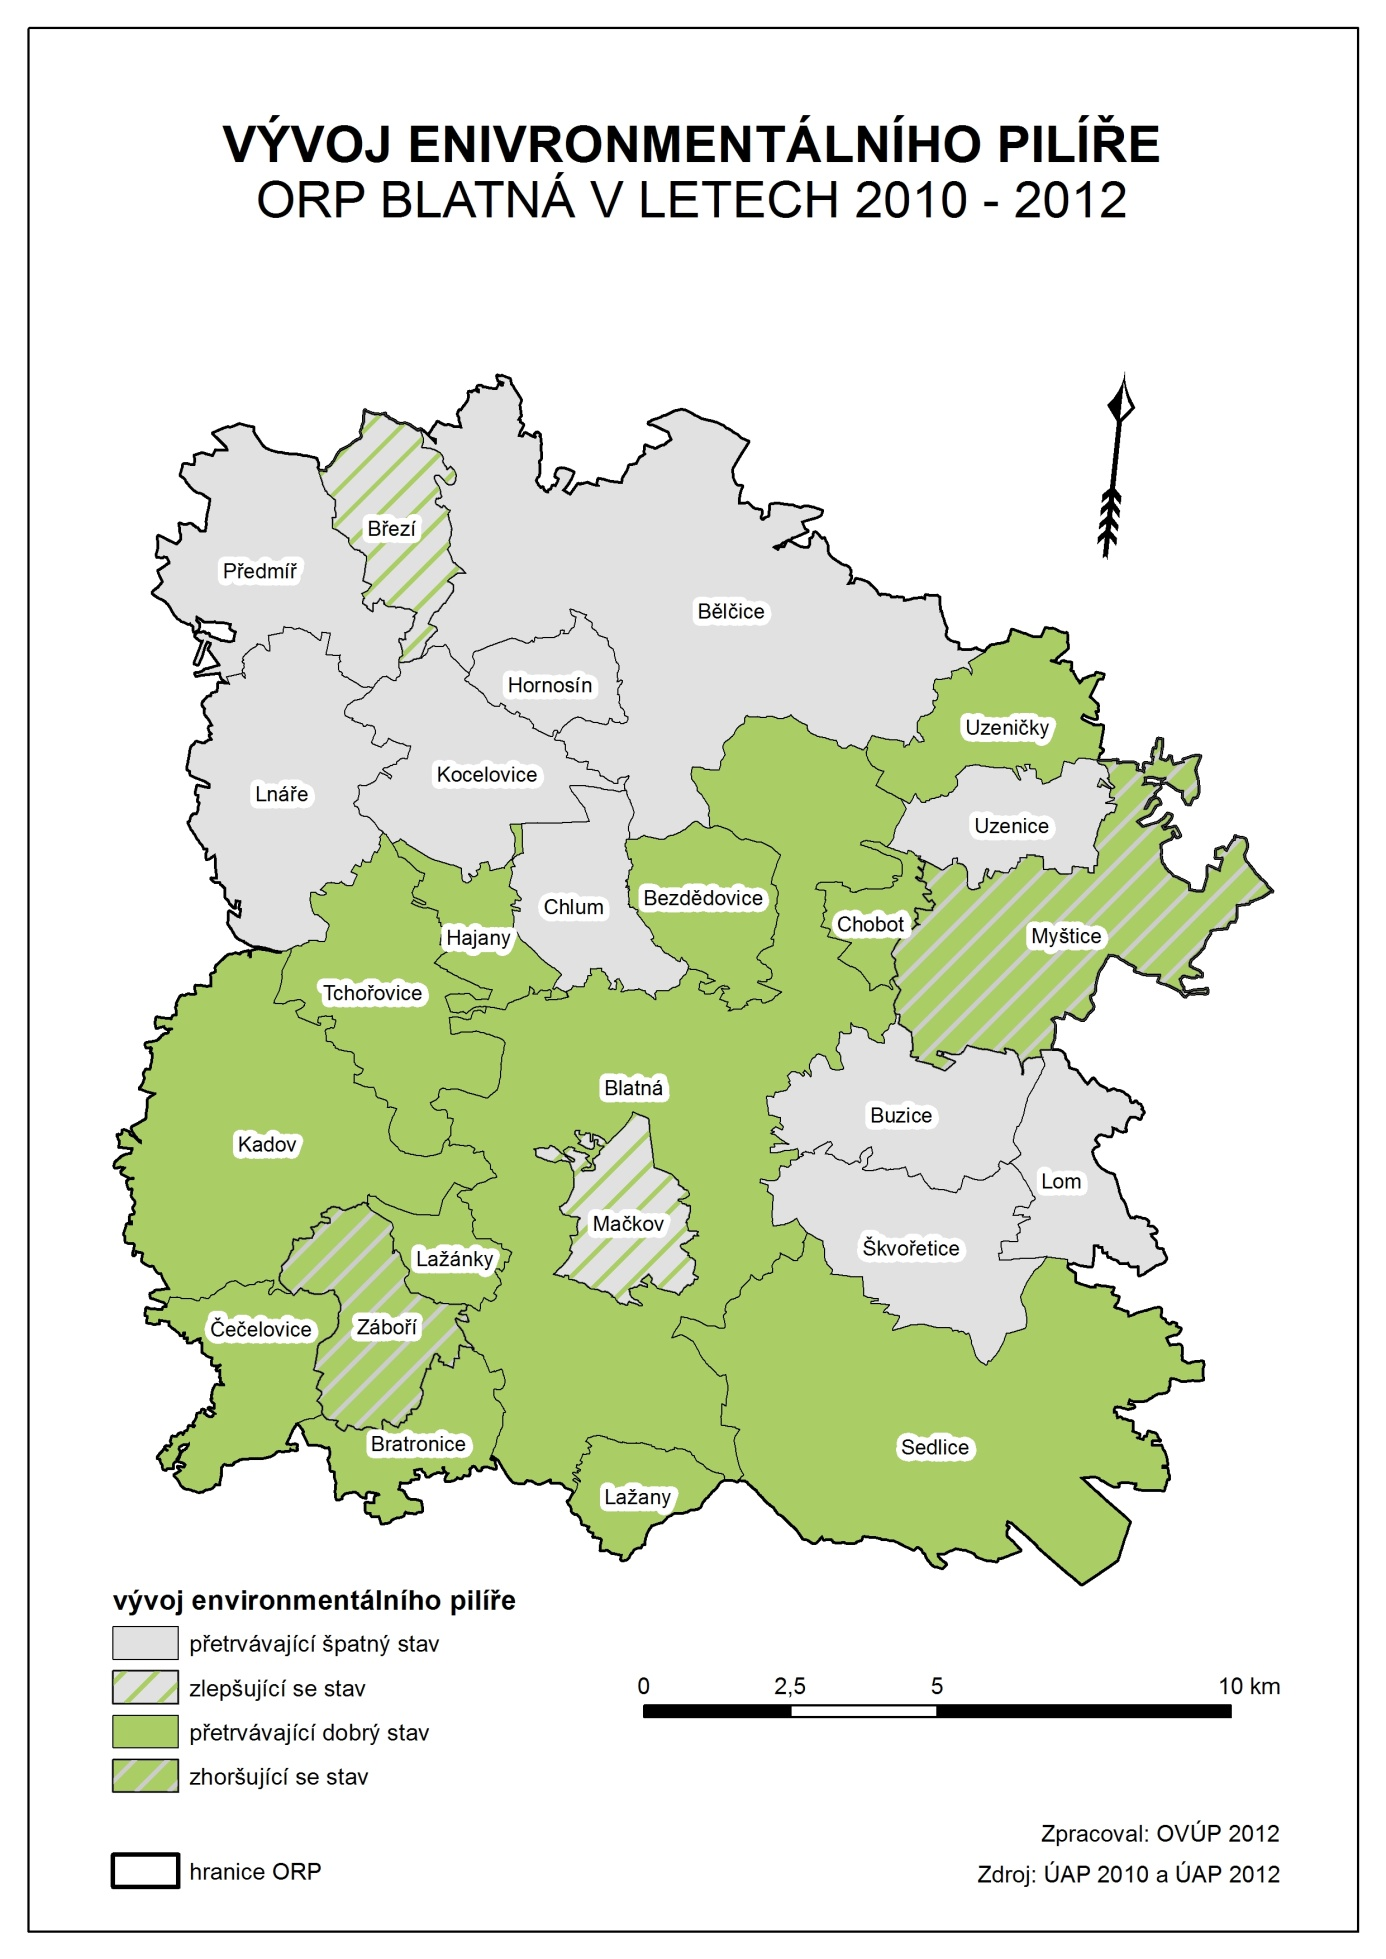 VÝVOJ ENIVRONMENTÁLNÍHO PILÍŘE
ORP BLATNÁ V LETECH 2010 - 2012
Březí
Předmíř
Bělčice
Hornosín
Uzeničky
Kocelovice
Lnáře
Uzenice
Bezdědovice
Chlum
Chobot
Hajany
Myštice
Tchořovice
Blatná
Buzice
Kadov
Lom
Mačkov
Škvořetice
Lažánky
Záboří
Čečelovice
Bratronice
Sedlice
Lažany
vývoj environmentálního pilíře
přetrvávající špatný stav
zlepšující se stav
přetrvávající dobrý stav
zhoršující se stav
hranice ORP
0 2,5 5 10 km
Zpracoval: OVÚP 2012
Zdroj: ÚAP 2010 a ÚAP 2012